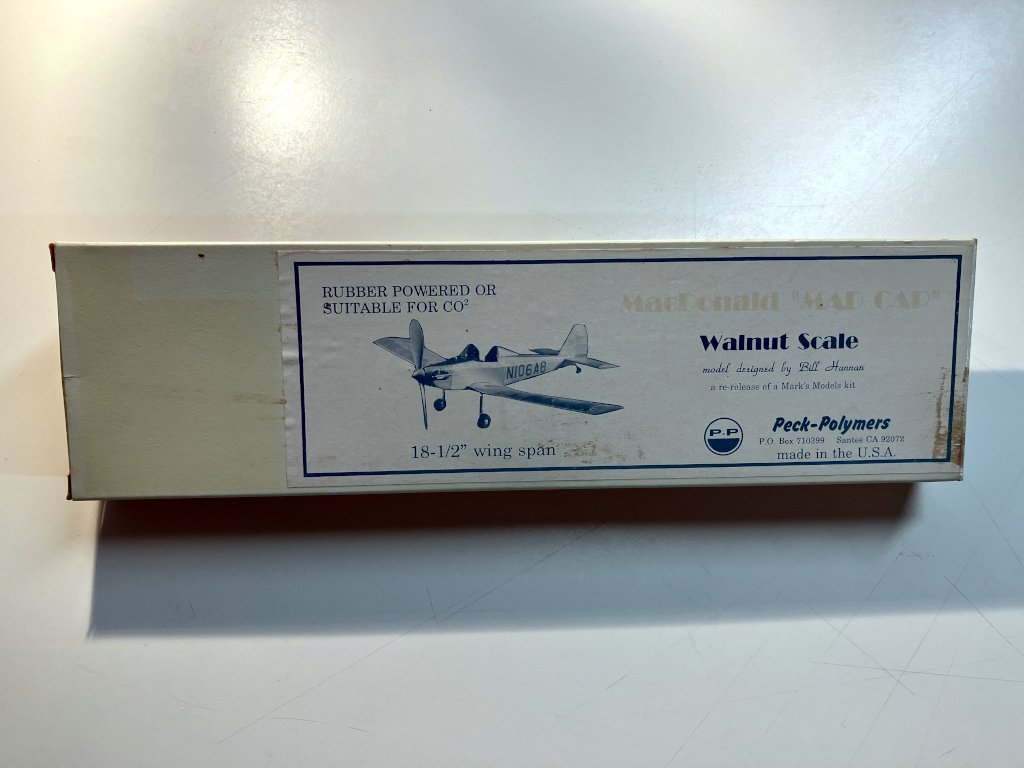 RUBBER POWERED OR
SUITABLE FOR CO²
N106AB
18-1/2" wing span
MacDonald "MAD CAP"
Walnut Scale
model designed by Bill Hannan
a re-release of a Mark's Models kit
P-P
Peck-Polymers
P.O. Box 710399 Santee CA 92072
made in the U.S.A.